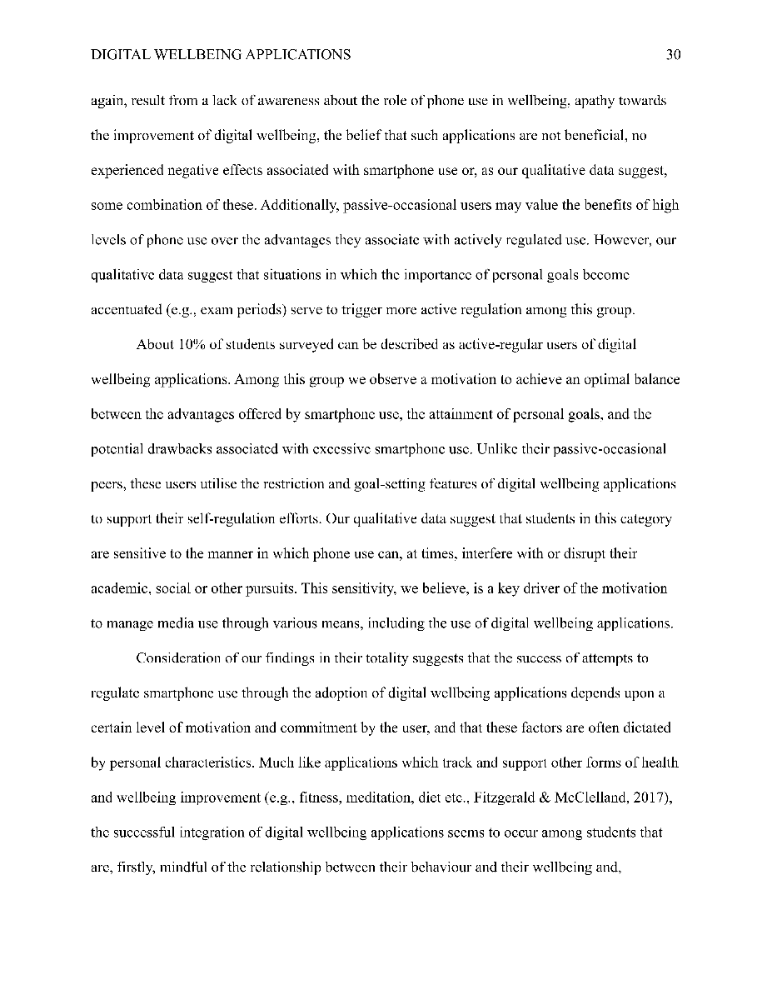 DIGITAL WELLBEING APPLICATIONS 30
again, result from a lack of awareness about the role of phone use in wellbeing, apathy towards
the improvement of digital wellbeing, the belief that such applications are not beneficial, no
experienced negative effects associated with smartphone use or, as our qualitative data suggest,
some combination of these. Additionally, passive-occasional users may value the benefits of high
levels of phone use over the advantages they associate with actively regulated use. However, our
qualitative data suggest that situations in which the importance of personal goals become
accentuated (e.g., exam periods) serve to trigger more active regulation among this group.
About 10% of students surveyed can be described as active-regular users of digital
wellbeing applications. Among this group we observe a motivation to achieve an optimal balance
between the advantages offered by smartphone use, the attainment of personal goals, and the
potential drawbacks associated with excessive smartphone use. Unlike their passive-occasional
peers, these users utilise the restriction and goal-setting features of digital wellbeing applications
to support their self-regulation efforts. Our qualitative data suggest that students in this category
are sensitive to the manner in which phone use can, at times, interfere with or disrupt their
academic, social or other pursuits. This sensitivity, we believe, is a key driver of the motivation
to manage media use through various means, including the use of digital wellbeing applications.
Consideration of our findings in their totality suggests that the success of attempts to
regulate smartphone use through the adoption of digital wellbeing applications depends upon a
certain level of motivation and commitment by the user, and that these factors are often dictated
by personal characteristics. Much like applications which track and support other forms of health
and wellbeing improvement (e.g., fitness, meditation, diet etc., Fitzgerald & McClelland, 2017),
the successful integration of digital wellbeing applications seems to occur among students that
are, firstly, mindful of the relationship between their behaviour and their wellbeing and,